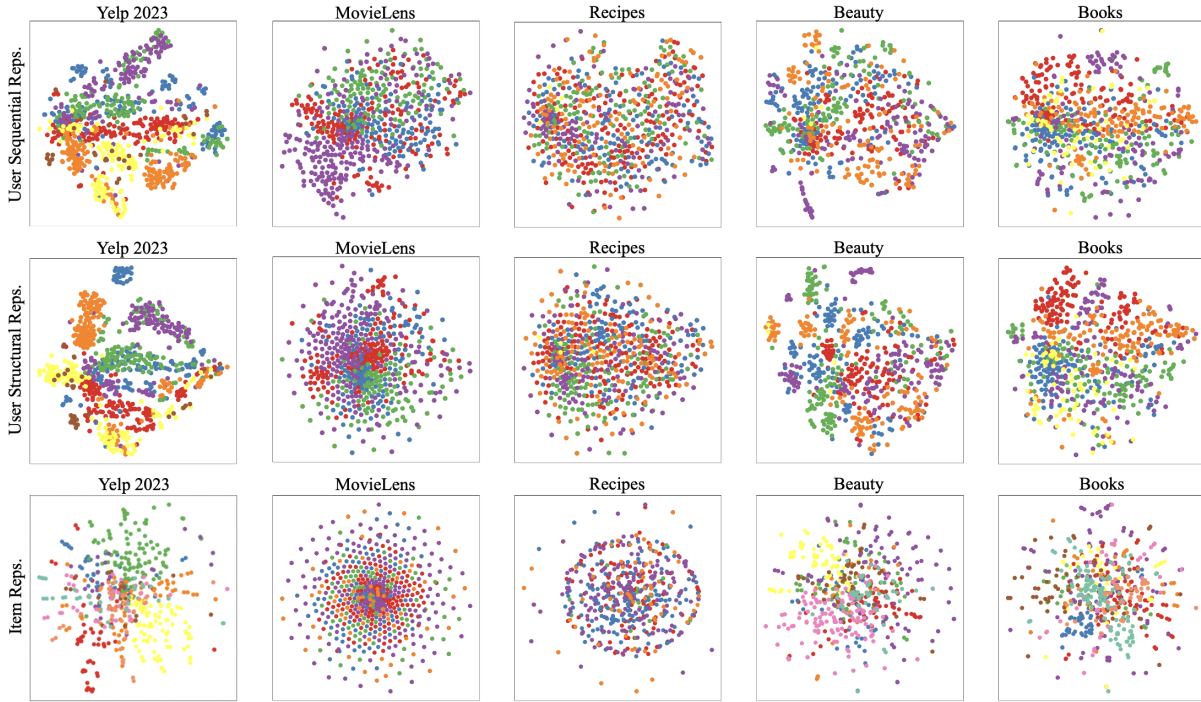 Yelp 2023
MovieLens
Recipes
Beauty
Books
User Sequential Reps.
Yelp 2023
MovieLens
Recipes
Beauty
Books
User Structural Reps.
Yelp 2023
MovieLens
Recipes
Beauty
Books
Item Reps.